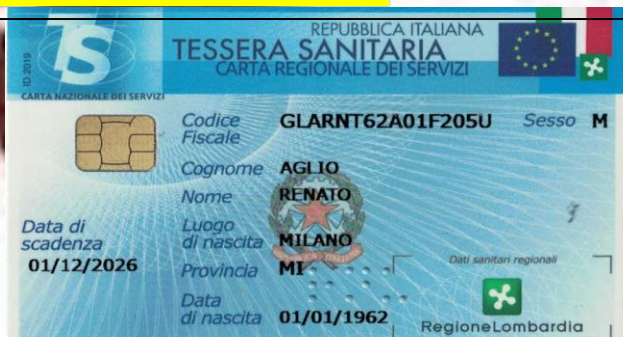 REPUBBLICA ITALIANA
TESSERA SANITARIA
CARTA REGIONALE DEI SERVIZI
TS
ID 2019
CARTA NAZIONALE DEI SERVIZI
Codice Fiscale GLARNT62A01F205U Sesso M
Cognome AGLIO
Nome RENATO
Luogo di nascita MILANO
Provincia MI
Data di nascita 01/01/1962
Data di scadenza
01/12/2026
Dati sanitari regionali
RegioneLombardia